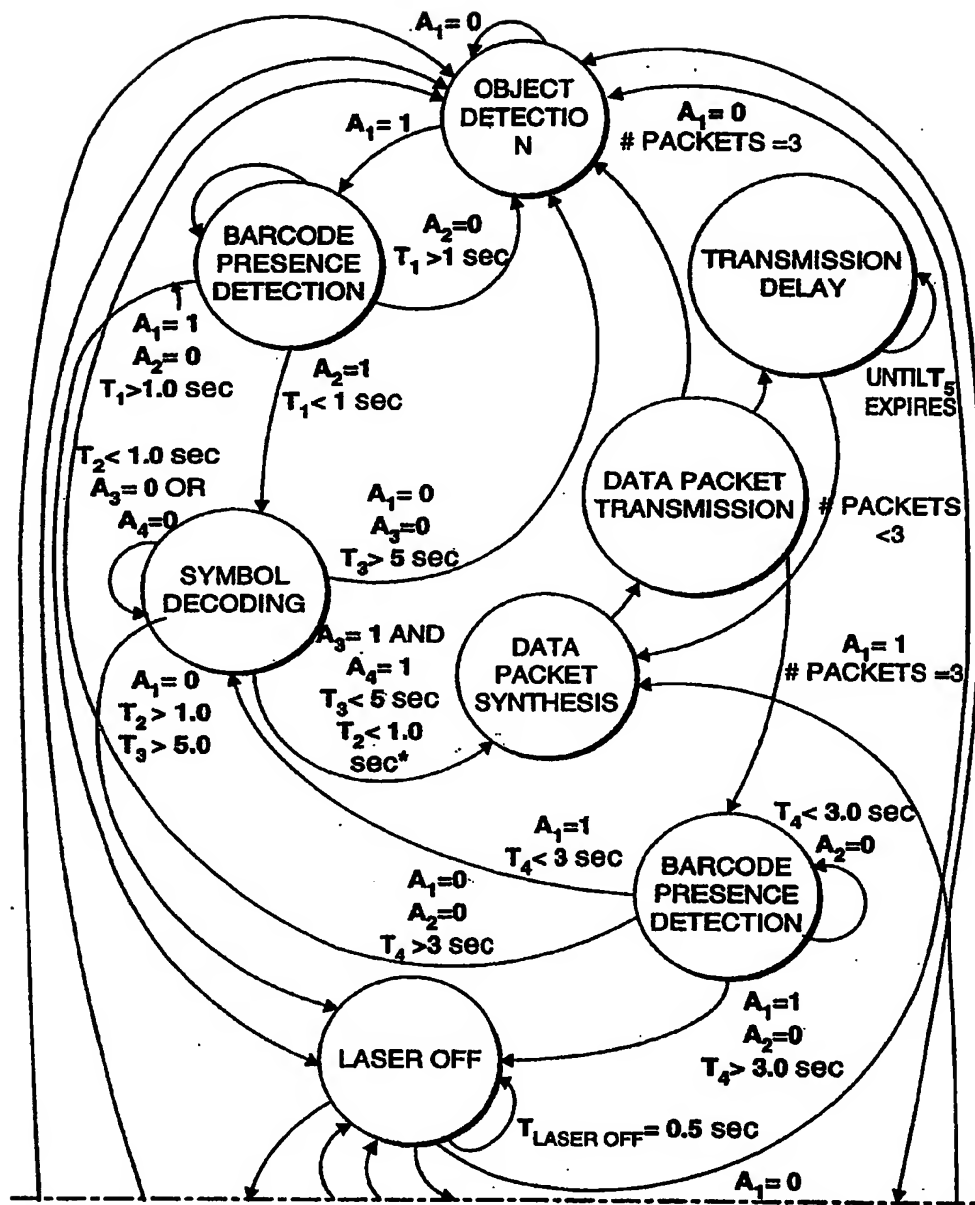 A1= 0
OBJECT
DETECTIO
N
A1= 1
A1= 0
# PACKETS =3
BARCODE
PRESENCE
DETECTION
A2=0
T1 >1 sec
TRANSMISSION
DELAY
A1= 1
A2= 0
T1>1.0 sec
A2=1
T1< 1 sec
UNTILT5
EXPIRES
T2< 1.0 sec
A3= 0 OR
A4=0
A1= 0
A3=0
T3> 5 sec
DATA PACKET
TRANSMISSION
# PACKETS
<3
SYMBOL
DECODING
A3= 1 AND
A4= 1
T3< 5 sec
T2< 1.0
sec*
DATA
PACKET
SYNTHESIS
A1= 1
# PACKETS =3
A1= 0
T2> 1.0
T3> 5.0
A1=1
T4< 3 sec
T4< 3.0 sec
A2=0
BARCODE
PRESENCE
DETECTION
A1=0
A2=0
T4 >3 sec
A1=1
A2=0
T4> 3.0 sec
LASER OFF
TLASER OFF= 0.5 sec
A1= 0